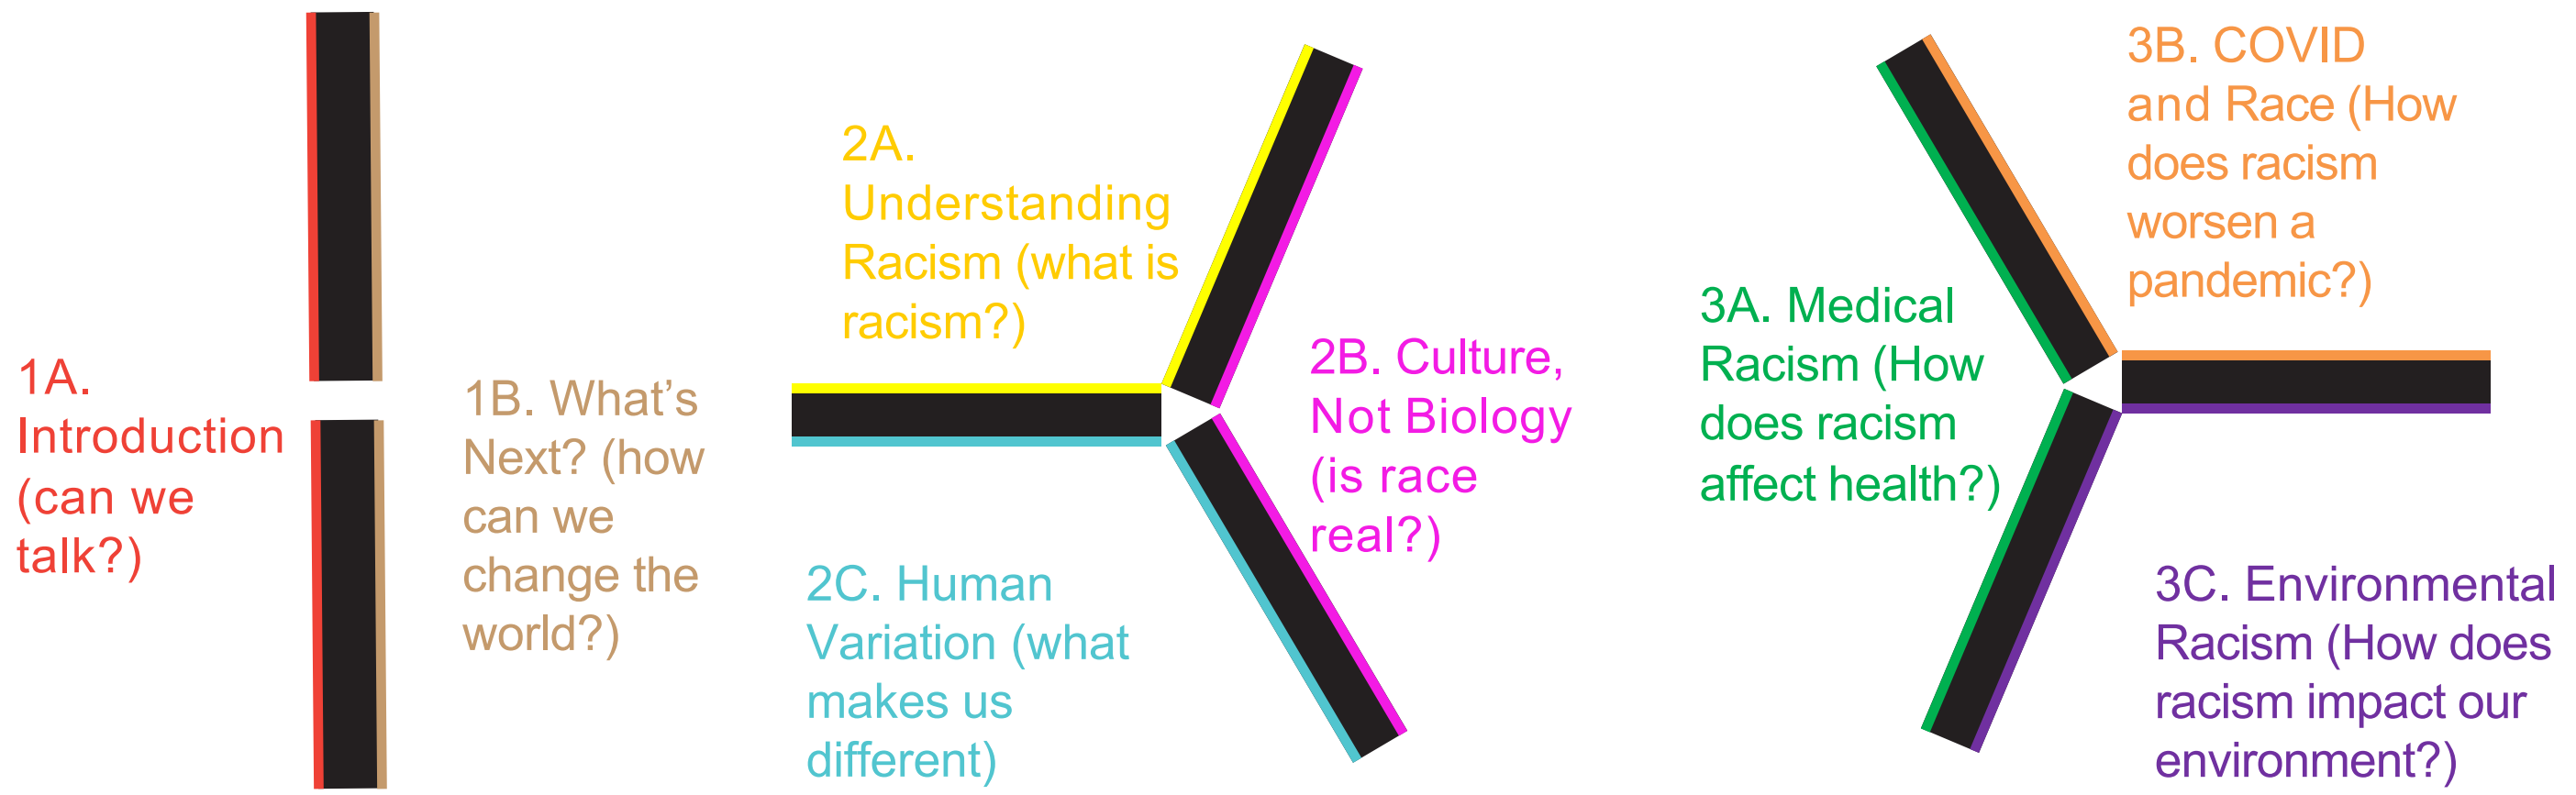 1A.
Introduction
(can we
talk?)
1B. What’s
Next? (how
can we
change the
world?)
2A.
Understanding
Racism (what is
racism?)
2B. Culture,
Not Biology
(is race
real?)
2C. Human
Variation (what
makes us
different)
3A. Medical
Racism (How
does racism
affect health?)
3B. COVID
and Race (How
does racism
worsen a
pandemic?)
3C. Environmental
Racism (How does
racism impact our
environment?)